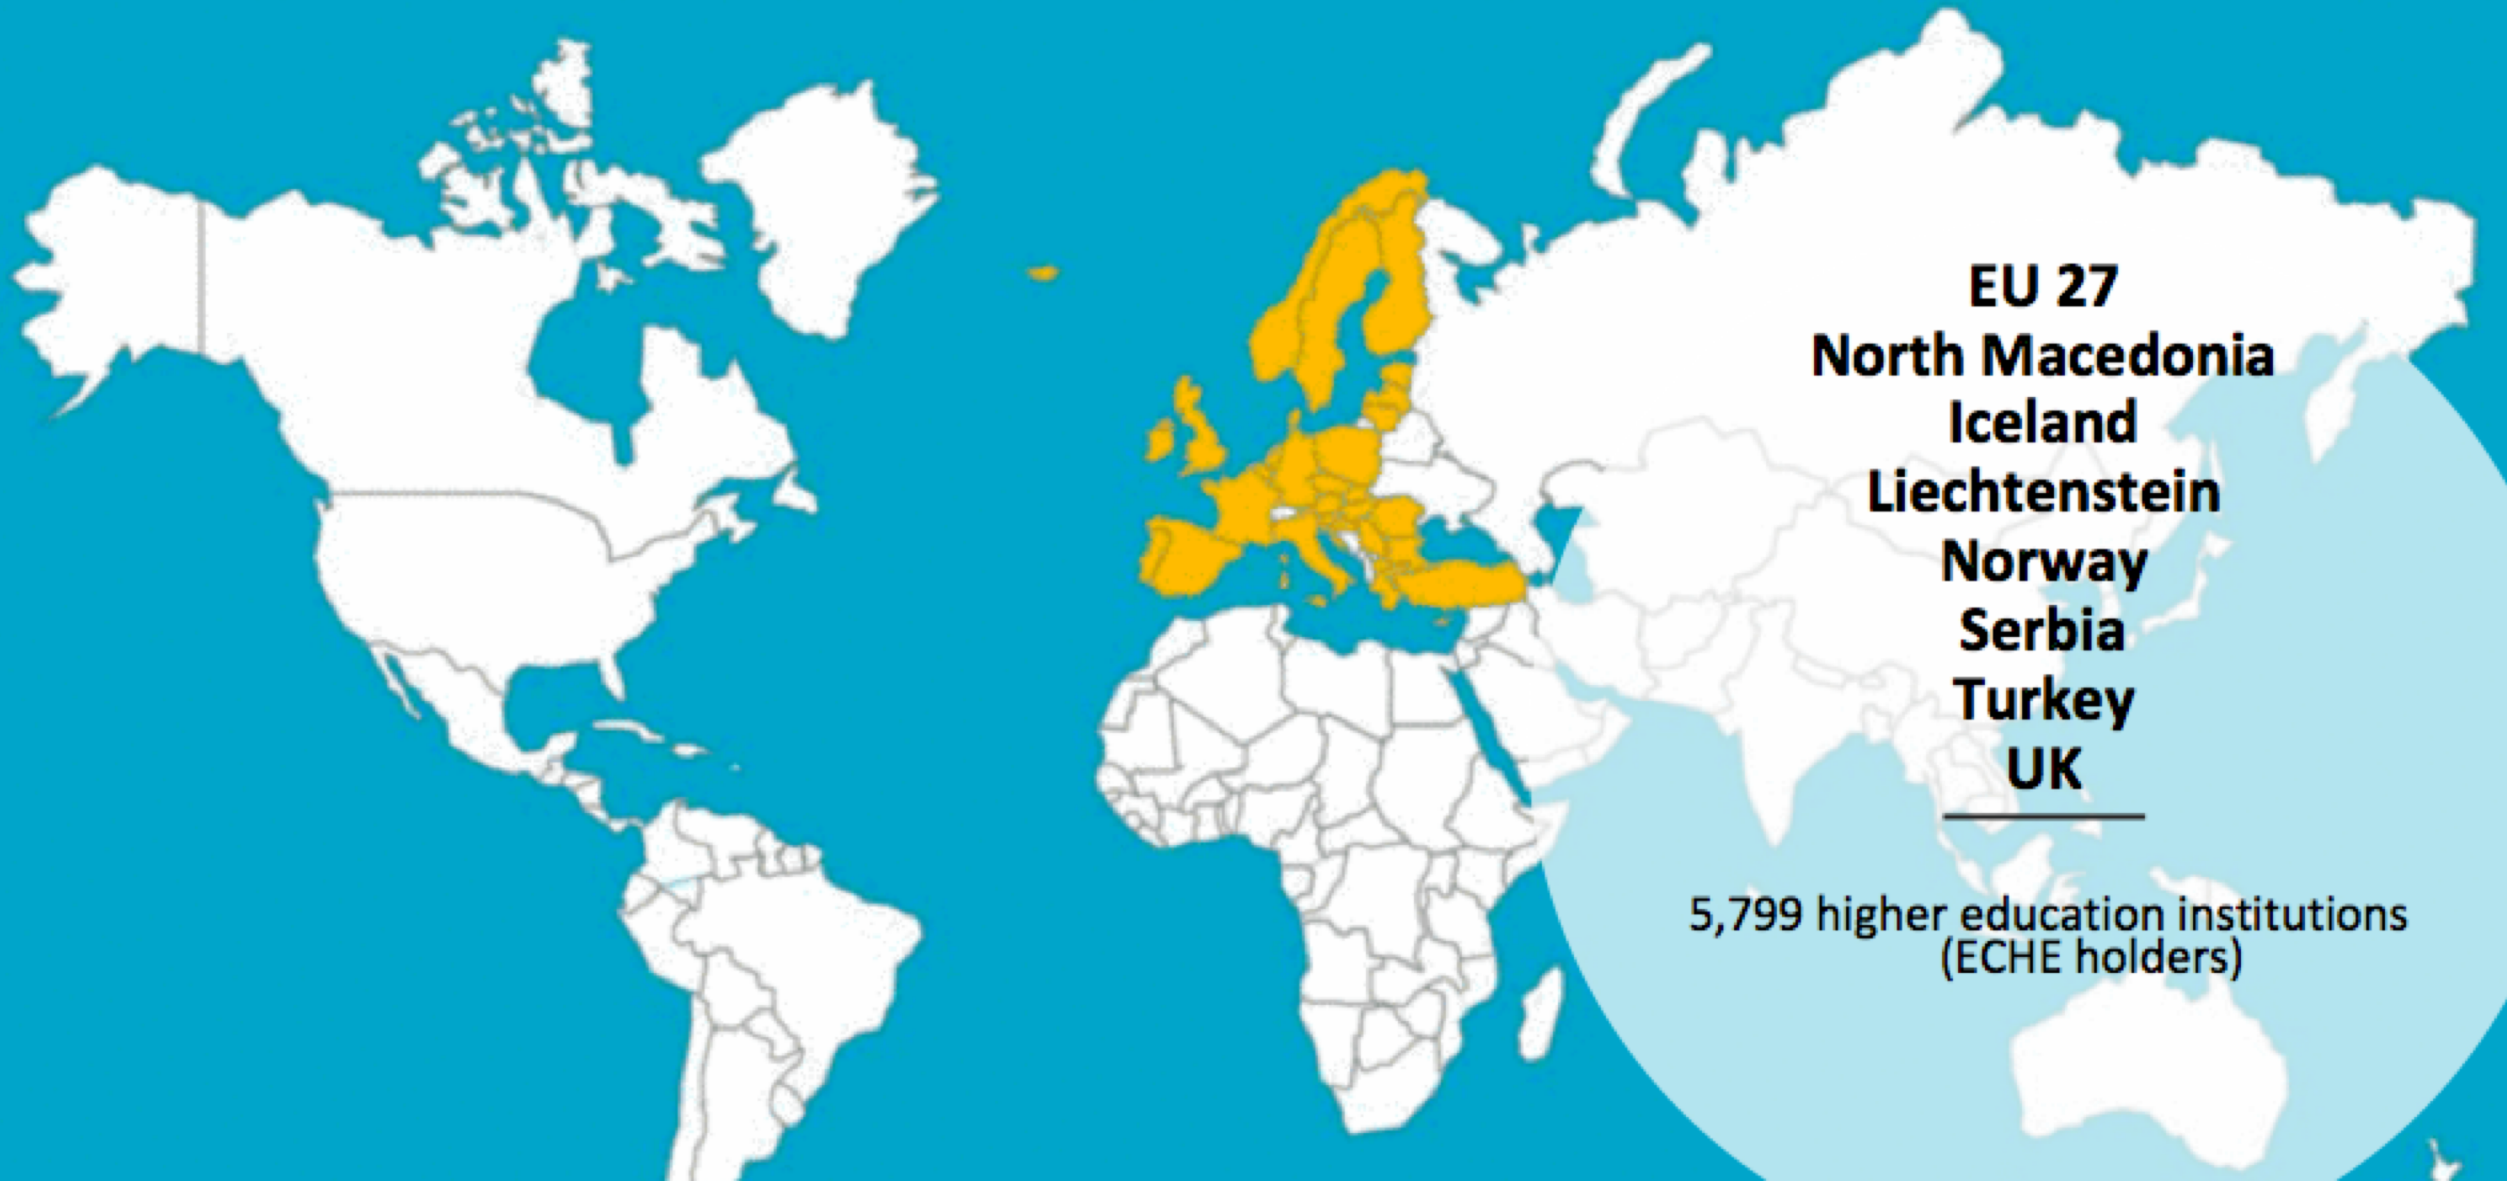 EU 27
North Macedonia
Iceland
Liechtenstein
Norway
Serbia
Turkey
UK
5,799 higher education institutions
(ECHE holders)